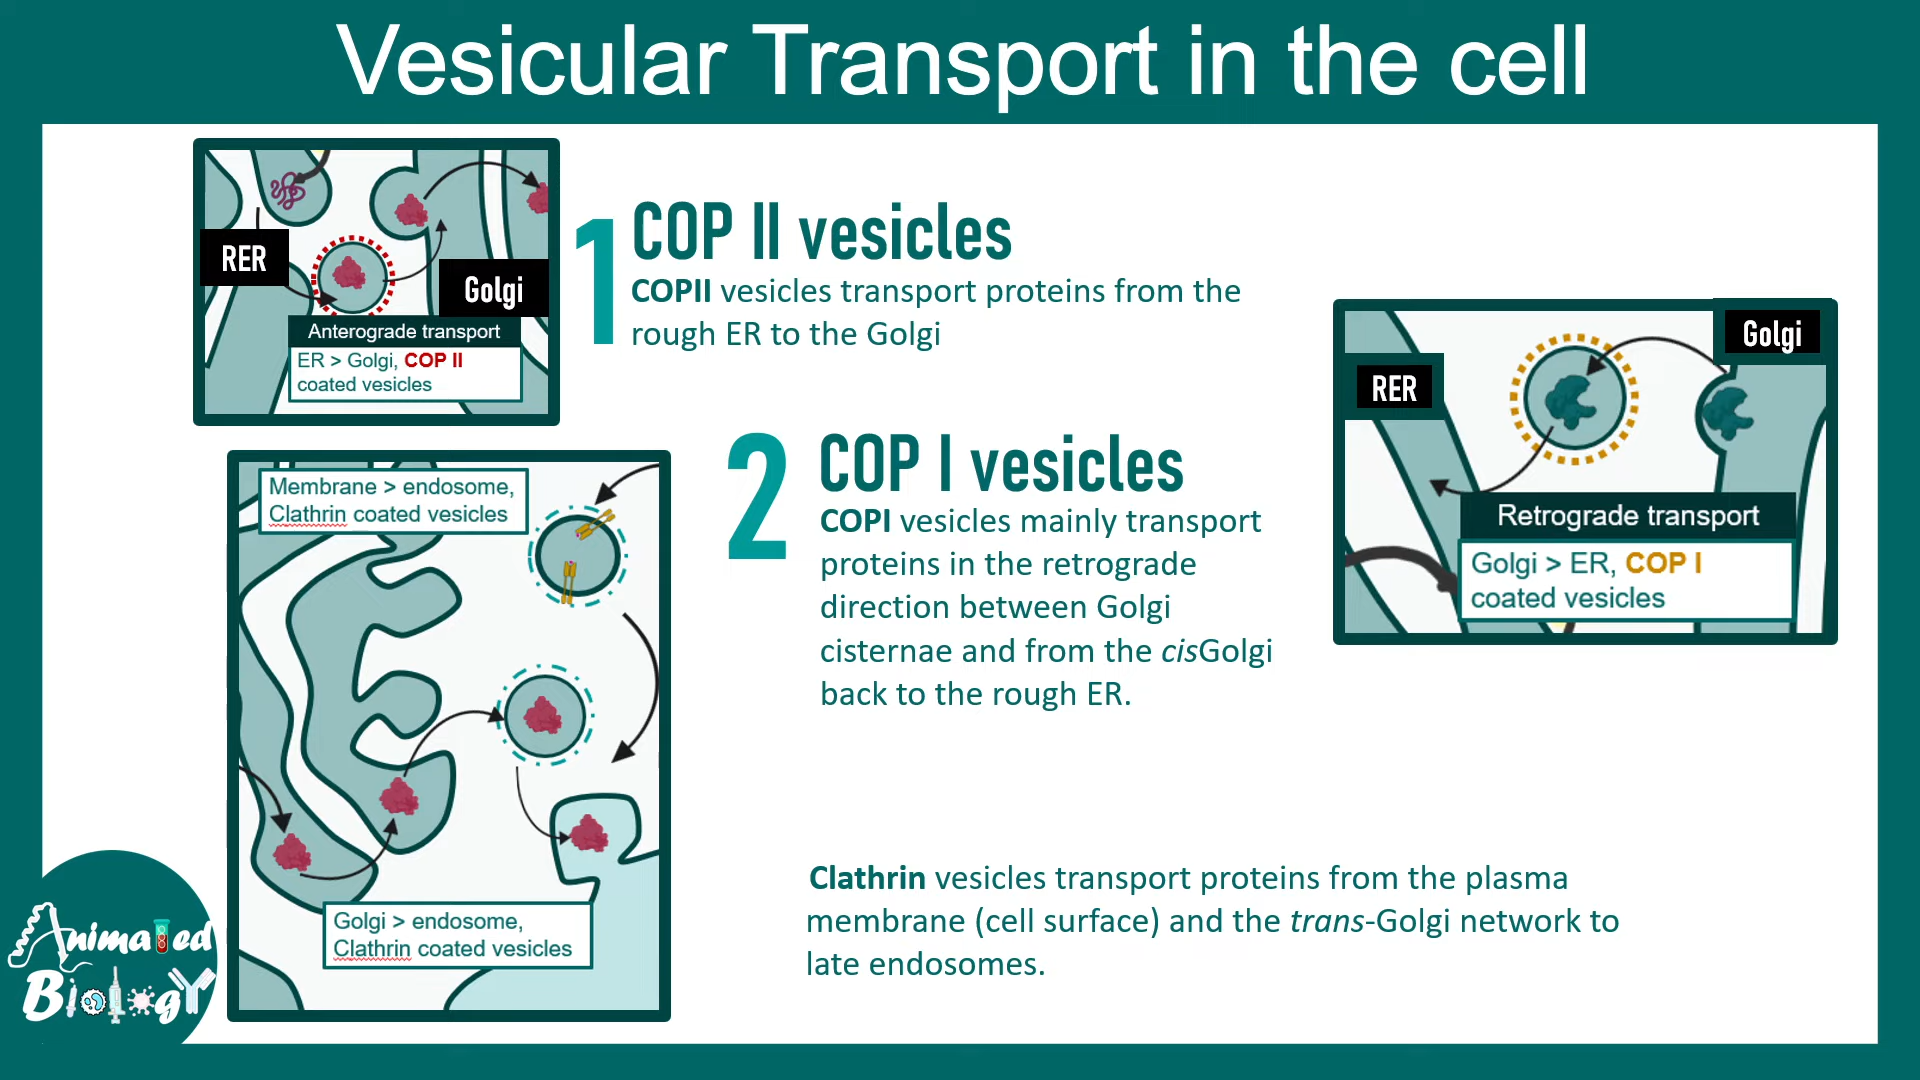 Vesicular Transport in the cell
RER
Golgi
Anterograde transport
ER > Golgi, COP II
coated vesicles
1
COP II vesicles
COPII vesicles transport proteins from the
rough ER to the Golgi
Golgi
RER
Retrograde transport
Golgi > ER, COP I
coated vesicles
2
COP I vesicles
COPI vesicles mainly transport
proteins in the retrograde
direction between Golgi
cisternae and from the cisGolgi
back to the rough ER.
Membrane > endosome,
Clathrin coated vesicles
Golgi > endosome,
Clathrin coated vesicles
Clathrin vesicles transport proteins from the plasma
membrane (cell surface) and the trans-Golgi network to
late endosomes.
Animated
Biology